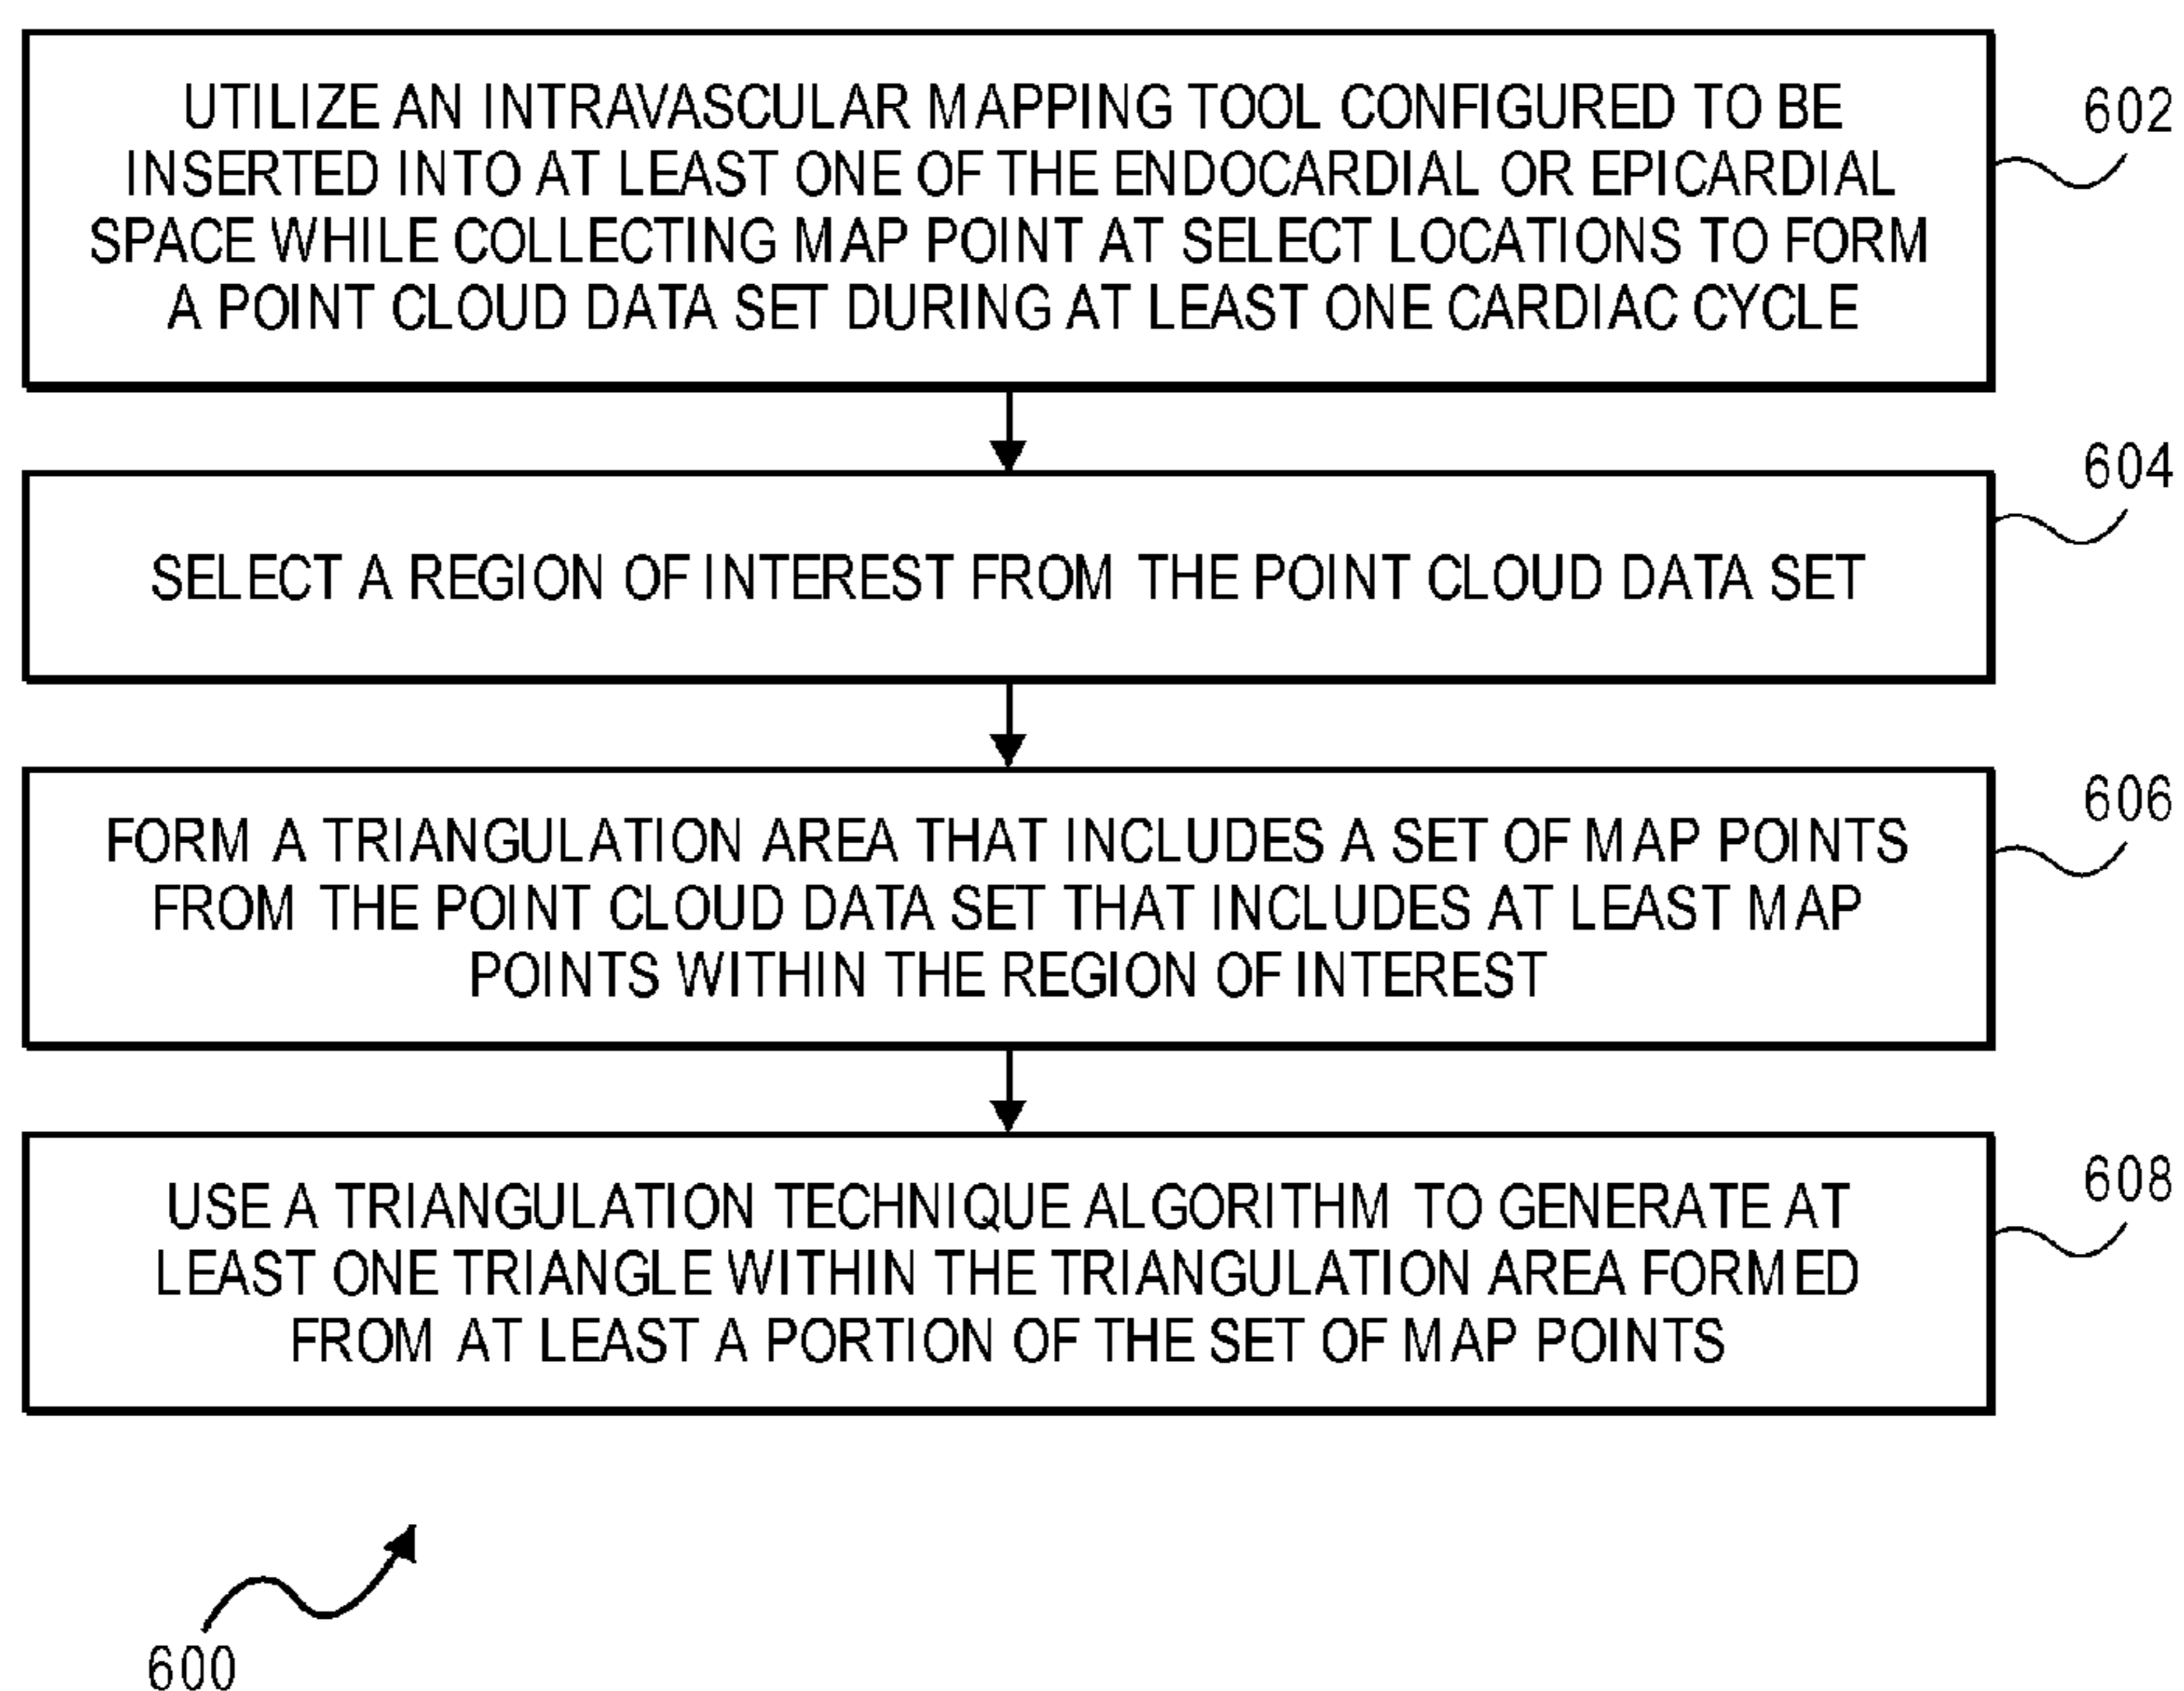 UTILIZE AN INTRAVASCULAR MAPPING TOOL CONFIGURED TO BE
INSERTED INTO AT LEAST ONE OF THE ENDOCARDIAL OR EPICARDIAL
SPACE WHILE COLLECTING MAP POINT AT SELECT LOCATIONS TO FORM
A POINT CLOUD DATA SET DURING AT LEAST ONE CARDIAC CYCLE
602
604
SELECT A REGION OF INTEREST FROM THE POINT CLOUD DATA SET
606
FORM A TRIANGULATION AREA THAT INCLUDES A SET OF MAP POINTS
FROM THE POINT CLOUD DATA SET THAT INCLUDES AT LEAST MAP
POINTS WITHIN THE REGION OF INTEREST
608
USE A TRIANGULATION TECHNIQUE ALGORITHM TO GENERATE AT
LEAST ONE TRIANGLE WITHIN THE TRIANGULATION AREA FORMED
FROM AT LEAST A PORTION OF THE SET OF MAP POINTS
600